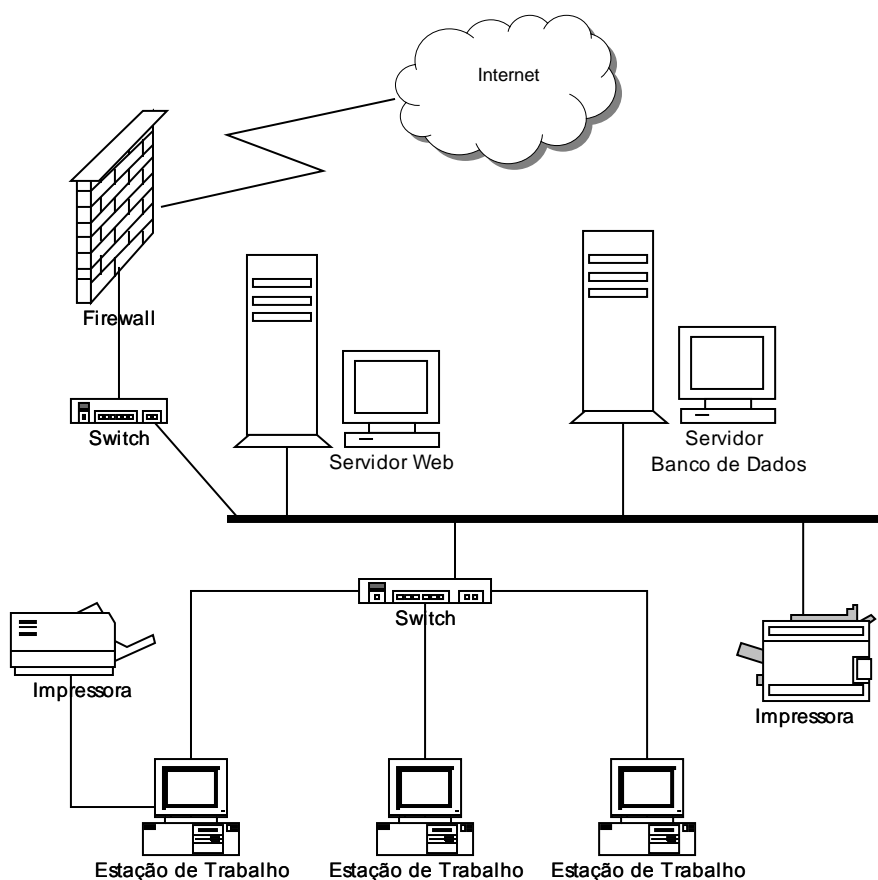 Internet
Firewall
Switch
Servidor Web
Servidor
Banco de Dados
Switch
Impressora
Impressora
Estação de Trabalho
Estação de Trabalho
Estação de Trabalho